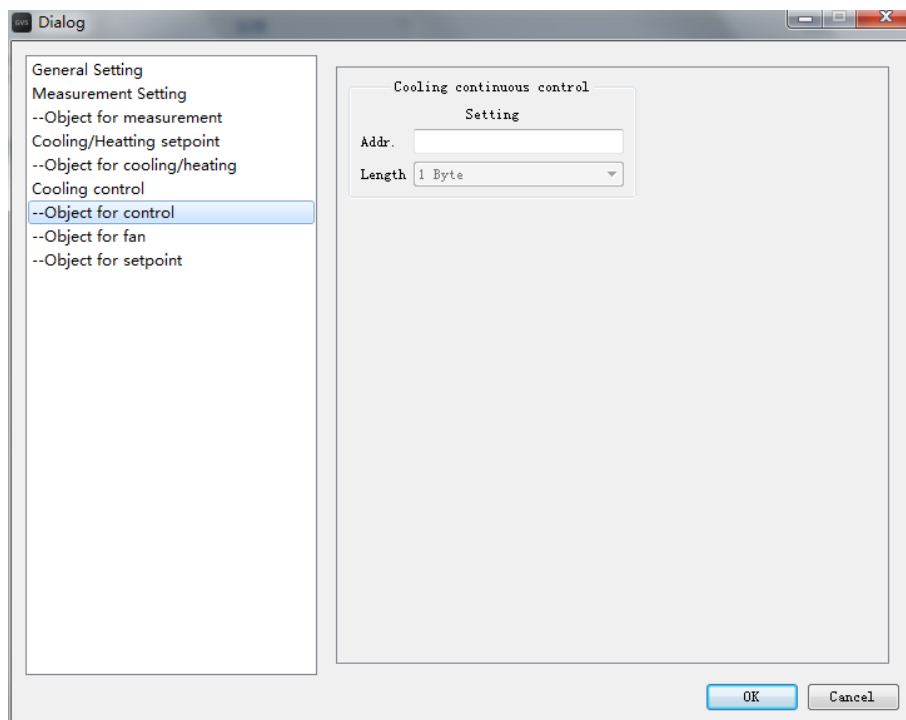 GVS Dialog
General Setting
Measurement Setting
--Object for measurement
Cooling/Heatting setpoint
--Object for cooling/heating
Cooling control
--Object for control
--Object for fan
--Object for setpoint
Cooling continuous control
Setting
Addr.
Length 1 Byte
OK Cancel